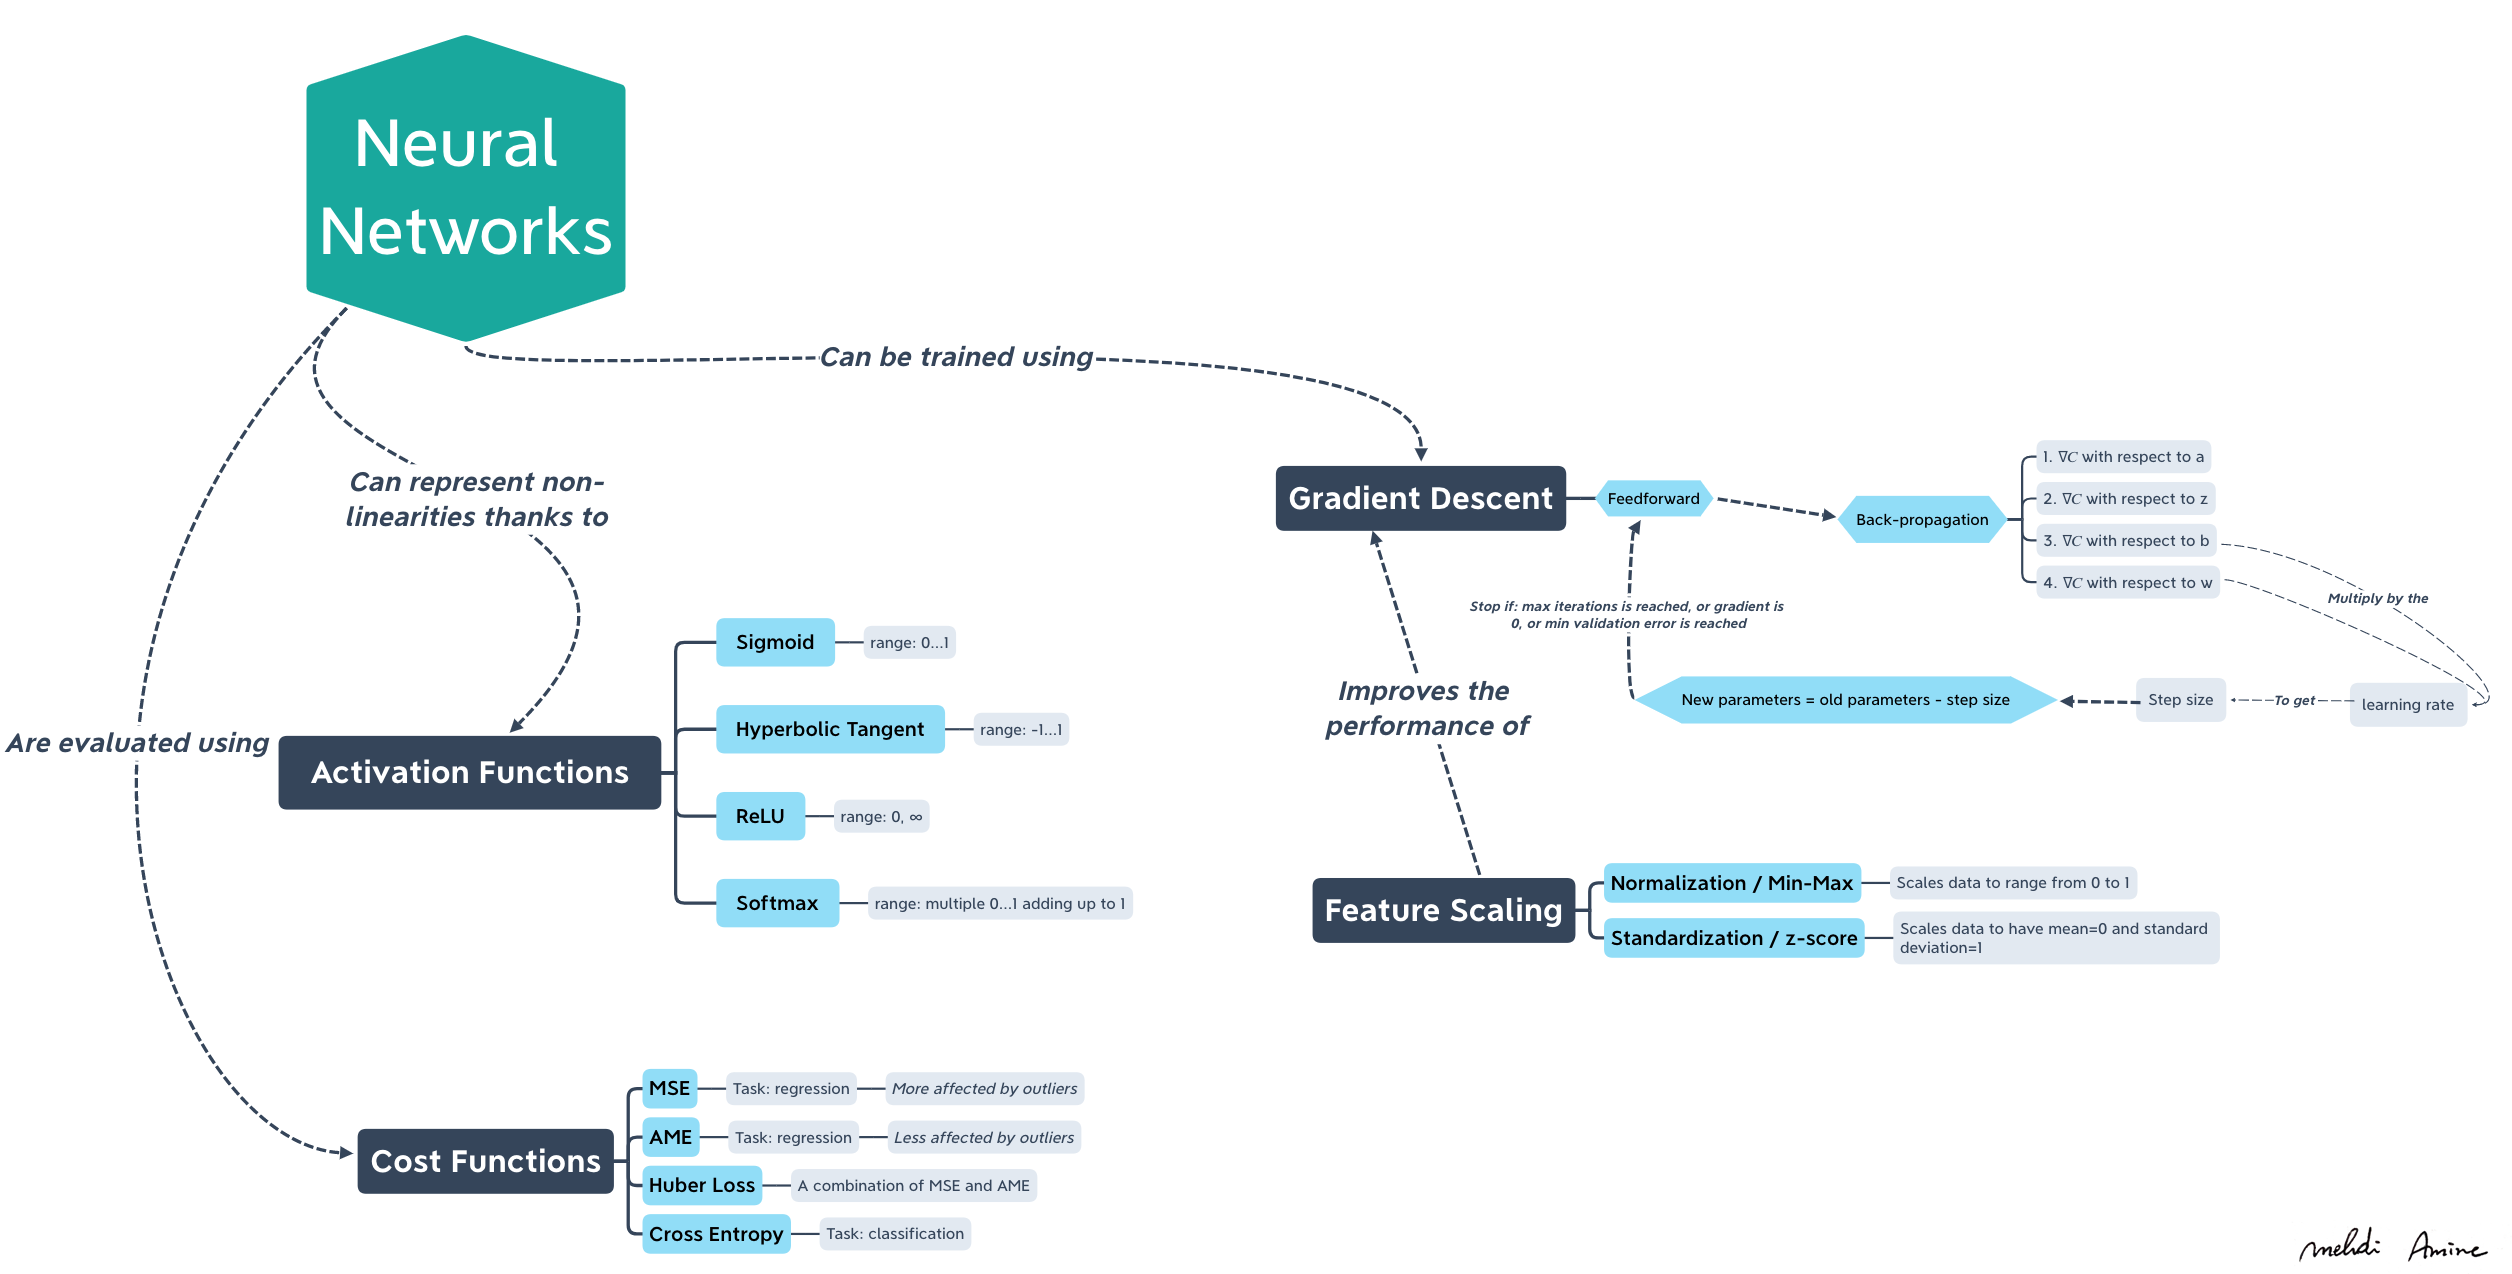 Neural
Networks
Can be trained using
Can represent non-
linearities thanks to
Are evaluated using
Activation Functions
Sigmoid
range: 0...1
Hyperbolic Tangent
range: -1...1
ReLU
range: 0, ∞
Softmax
range: multiple 0...1 adding up to 1
Cost Functions
MSE
Task: regression
More affected by outliers
AME
Task: regression
Less affected by outliers
Huber Loss
A combination of MSE and AME
Cross Entropy
Task: classification
Gradient Descent
Feedforward
Back-propagation
1. ∇C with respect to a
2. ∇C with respect to z
3. ∇C with respect to b
4. ∇C with respect to w
Multiply by the
learning rate
To get
Step size
New parameters = old parameters - step size
Stop if: max iterations is reached, or gradient is
0, or min validation error is reached
Improves the
performance of
Feature Scaling
Normalization / Min-Max
Scales data to range from 0 to 1
Standardization / z-score
Scales data to have mean=0 and standard
deviation=1
mehdi Amine